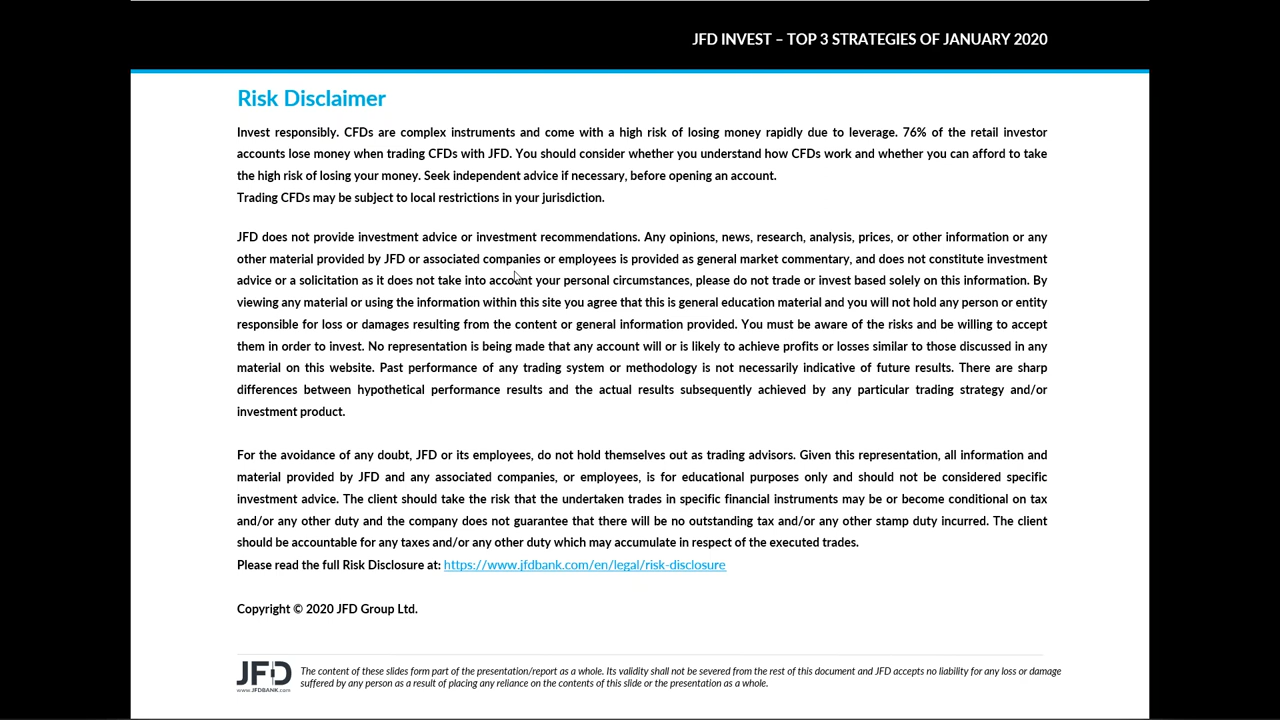 JFD INVEST – TOP 3 STRATEGIES OF JANUARY 2020
Risk Disclaimer
Invest responsibly. CFDs are complex instruments and come with a high risk of losing money rapidly due to leverage. 76% of the retail investor
accounts lose money when trading CFDs with JFD. You should consider whether you understand how CFDs work and whether you can afford to take
the high risk of losing your money. Seek independent advice if necessary, before opening an account.
Trading CFDs may be subject to local restrictions in your jurisdiction.
JFD does not provide investment advice or investment recommendations. Any opinions, news, research, analysis, prices, or other information or any
other material provided by JFD or associated companies or employees is provided as general market commentary, and does not constitute investment
advice or a solicitation as it does not take into account your personal circumstances, please do not trade or invest based solely on this information. By
viewing any material or using the information within this site you agree that this is general education material and you will not hold any person or entity
responsible for loss or damages resulting from the content or general information provided. You must be aware of the risks and be willing to accept
them in order to invest. No representation is being made that any account will or is likely to achieve profits or losses similar to those discussed in any
material on this website. Past performance of any trading system or methodology is not necessarily indicative of future results. There are sharp
differences between hypothetical performance results and the actual results subsequently achieved by any particular trading strategy and/or
investment product.
For the avoidance of any doubt, JFD or its employees, do not hold themselves out as trading advisors. Given this representation, all information and
material provided by JFD and any associated companies, or employees, is for educational purposes only and should not be considered specific
investment advice. The client should take the risk that the undertaken trades in specific financial instruments may be or become conditional on tax
and/or any other duty and the company does not guarantee that there will be no outstanding tax and/or any other stamp duty incurred. The client
should be accountable for any taxes and/or any other duty which may accumulate in respect of the executed trades.
Please read the full Risk Disclosure at: https://www.jfdbank.com/en/legal/risk-disclosure
Copyright © 2020 JFD Group Ltd.
JFD
www.JFDBANK.com
The content of these slides form part of the presentation/report as a whole. Its validity shall not be severed from the rest of this document and JFD accepts no liability for any loss or damage
suffered by any person as a result of placing any reliance on the contents of this slide or the presentation as a whole.